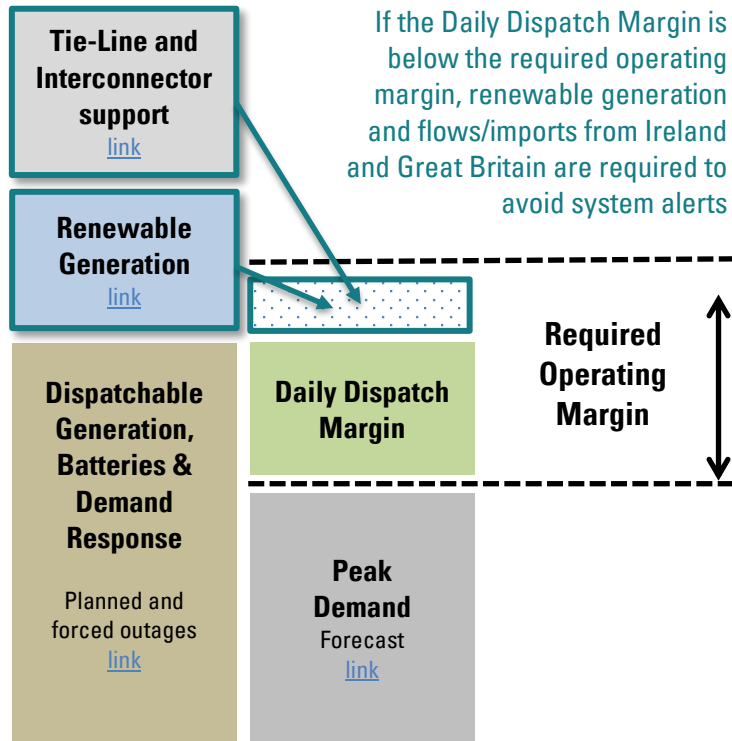 Tie-Line and
Interconnector
support
link
If the Daily Dispatch Margin is
below the required operating
margin, renewable generation
and flows/imports from Ireland
and Great Britain are required to
avoid system alerts
Renewable
Generation
link
Required
Operating
Margin
Dispatchable
Generation,
Batteries &
Demand
Response
Planned and
forced outages
link
Daily Dispatch
Margin
Peak
Demand
Forecast
link